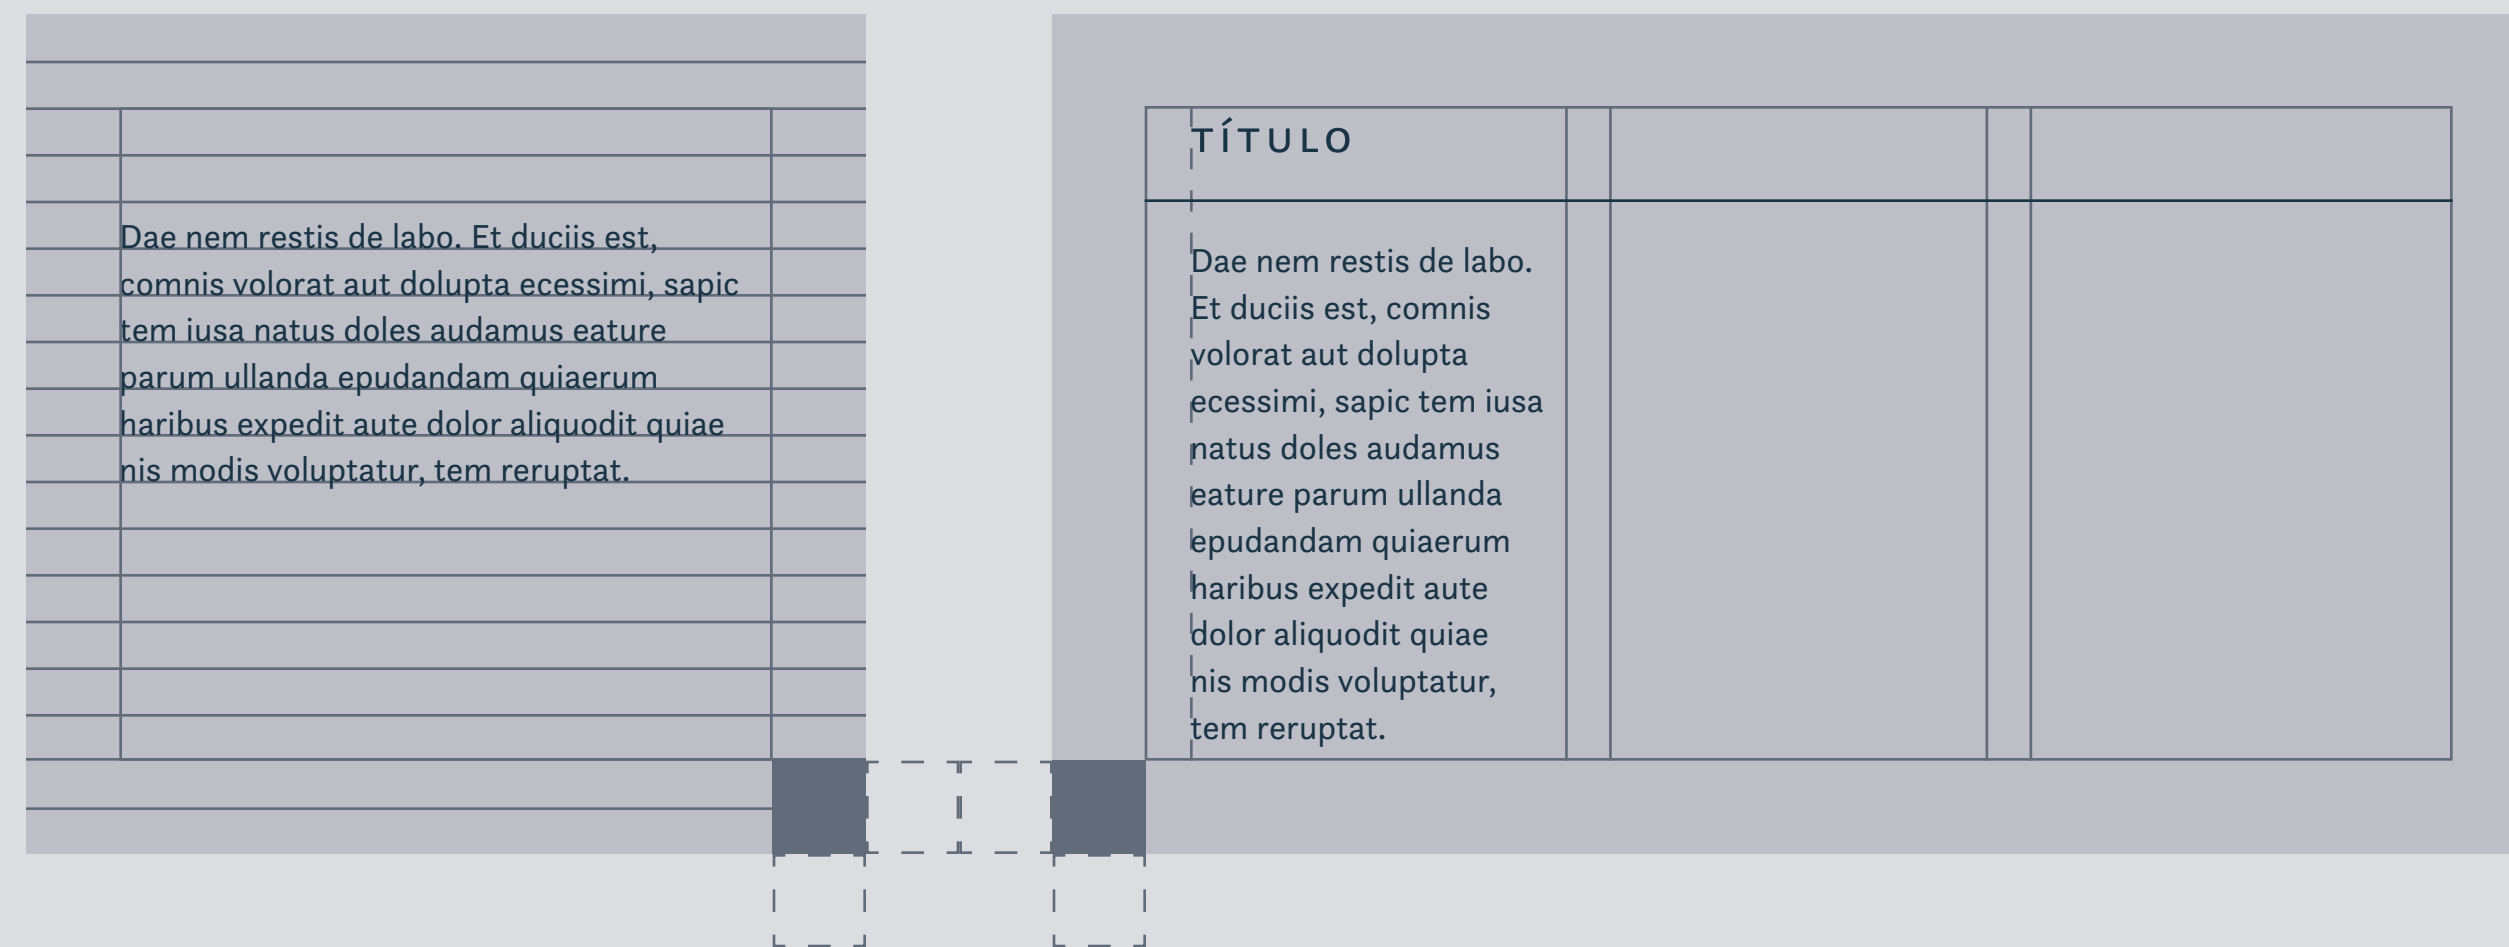 Dae nem restis de labo. Et duciis est,
comnis volorat aut dolupta ecessimi, sapic
tem iusa natus doles audamus eature
parum ullanda epudandam quiaerum
haribus expedit aute dolor aliquodit quiae
nis modis voluptatur, tem reruptat.
TÍTULO
Dae nem restis de labo.
Et duciis est, comnis
volorat aut dolupta
ecessimi, sapic tem iusa
natus doles audamus
eature parum ullanda
epudandam quiaerum
haribus expedit aute
dolor aliquodit quiae
nis modis voluptatur,
tem reruptat.